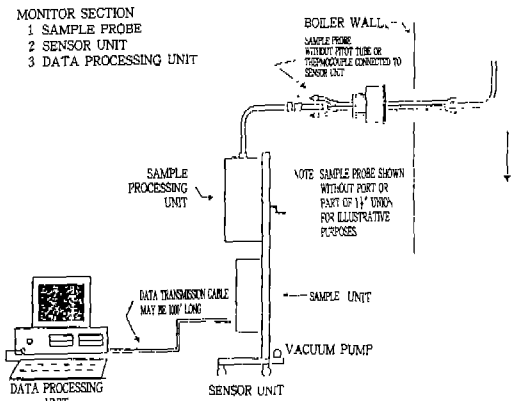 MONITOR SECTION
1 SAMPLE PROBE
2 SENSOR UNIT
3 DATA PROCESSING UNIT
BOILER WALL
SAMPLE PROBE
WITHOUT PITOT TUBE OR
THERMOCOUPLE CONNECTED TO
SENSOR UNIT
SAMPLE
PROCESSING
UNIT
NOTE SAMPLE PROBE SHOWN
WITHOUT PORT OR
PART OF 1½" UNION
FOR ILLUSTRATIVE
PURPOSES
DATA TRANSMISSION CABLE
MAY BE LONG
SAMPLE UNIT
VACUUM PUMP
DATA PROCESSING
UNIT
SENSOR UNIT